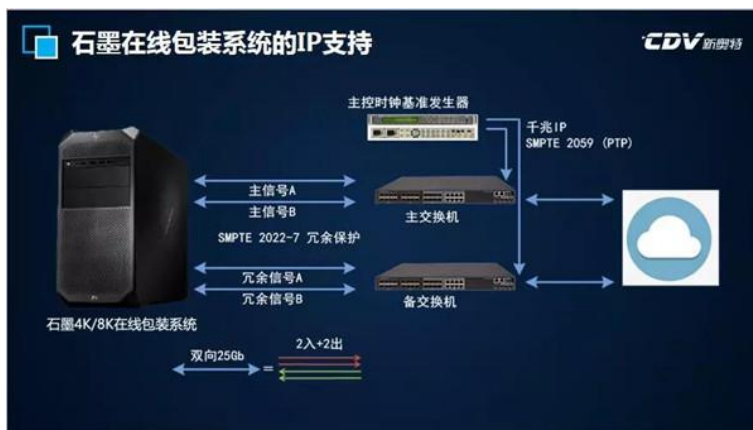 石墨在线包装系统的IP支持
CDV新奥特
主控时钟基准发生器
千兆IP
SMPTE 2059 (PTP)
主信号A
主信号B
主交换机
SMPTE 2022-7 冗余保护
冗余信号A
冗余信号B
备交换机
石墨4K/8K在线包装系统
2入+2出
双向25Gb
=